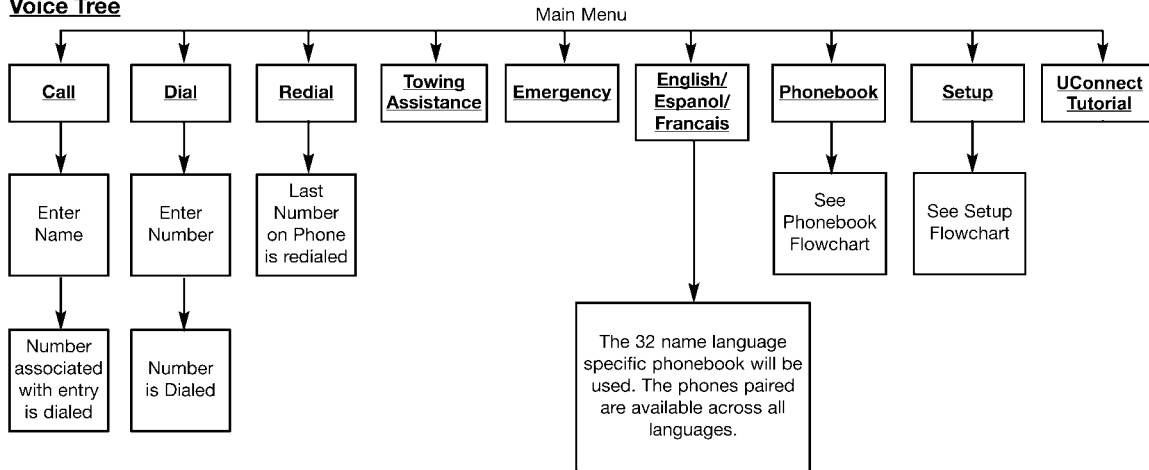 Voice Tree
Main Menu
Call
Dial
Redial
Towing
Assistance
Emergency
English/
Espanol/
Francais
Phonebook
Setup
UConnect
Tutorial
Enter
Name
Enter
Number
Last
Number
on Phone
is redialed
See
Phonebook
Flowchart
See Setup
Flowchart
Number
associated
with entry
is dialed
Number
is Dialed
The 32 name language
specific phonebook will be
used. The phones paired
are available across all
languages.